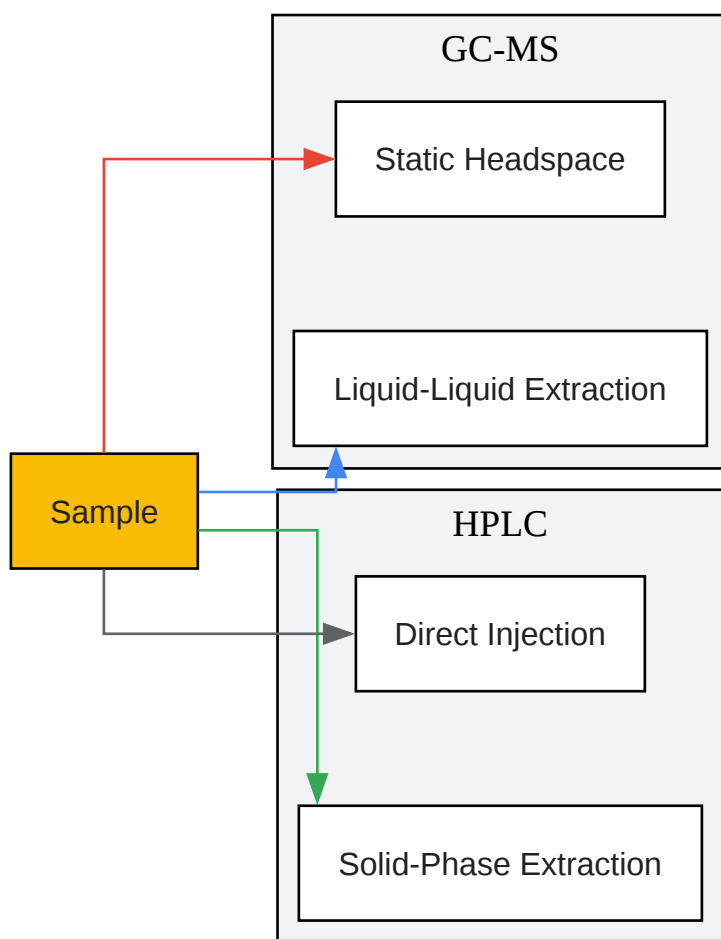 GC-MS
Static Headspace
Liquid-Liquid Extraction
Sample
HPLC
Direct Injection
Solid-Phase Extraction